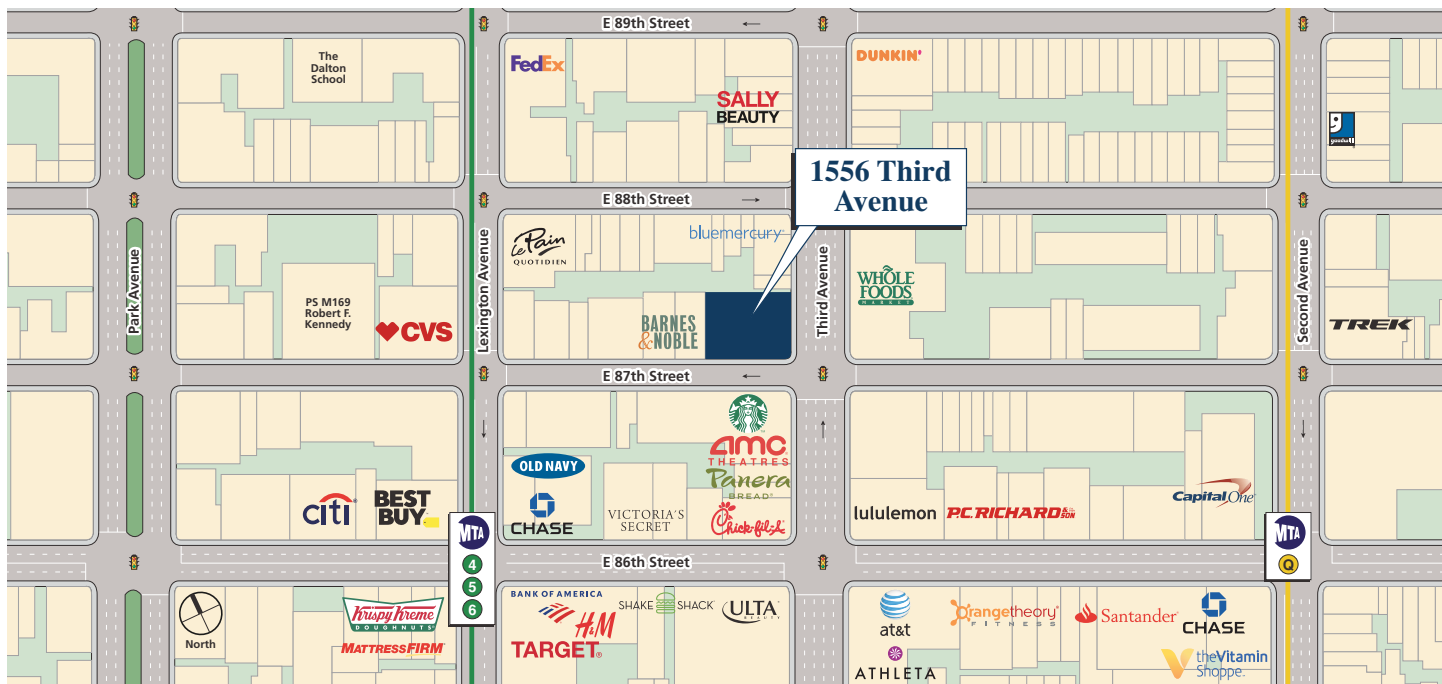 E 89th Street
The
Dalton
School
FedEx
SALLY
BEAUTY
DUNKIN'
goodwill
1556 Third
Avenue
E 88th Street
Park Avenue
Lexington Avenue
Third Avenue
Second Avenue
le Pain
QUOTIDIEN
bluemercury
WHOLE
FOODS
MARKET
PS M169
Robert F.
Kennedy
CVS
BARNES
&NOBLE
TREK
E 87th Street
OLD NAVY
CHASE
VICTORIA'S
SECRET
AMC
THEATRES
Panera
BREAD®
Chick-fil-A
citi®
BEST
BUY
lululemon
P.C. RICHARD & SON
Capital One®
MTA
4
5
6
MTA
Q
E 86th Street
North
Krispy Kreme
DOUGHNUTS
MATTRESSFIRM
BANK OF AMERICA
H&M
TARGET®
SHAKE SHACK
ULTA
BEAUTY
at&t
ATHLETA
Orangetheory®
FITNESS
Santander®
CHASE
theVitamin
Shoppe.